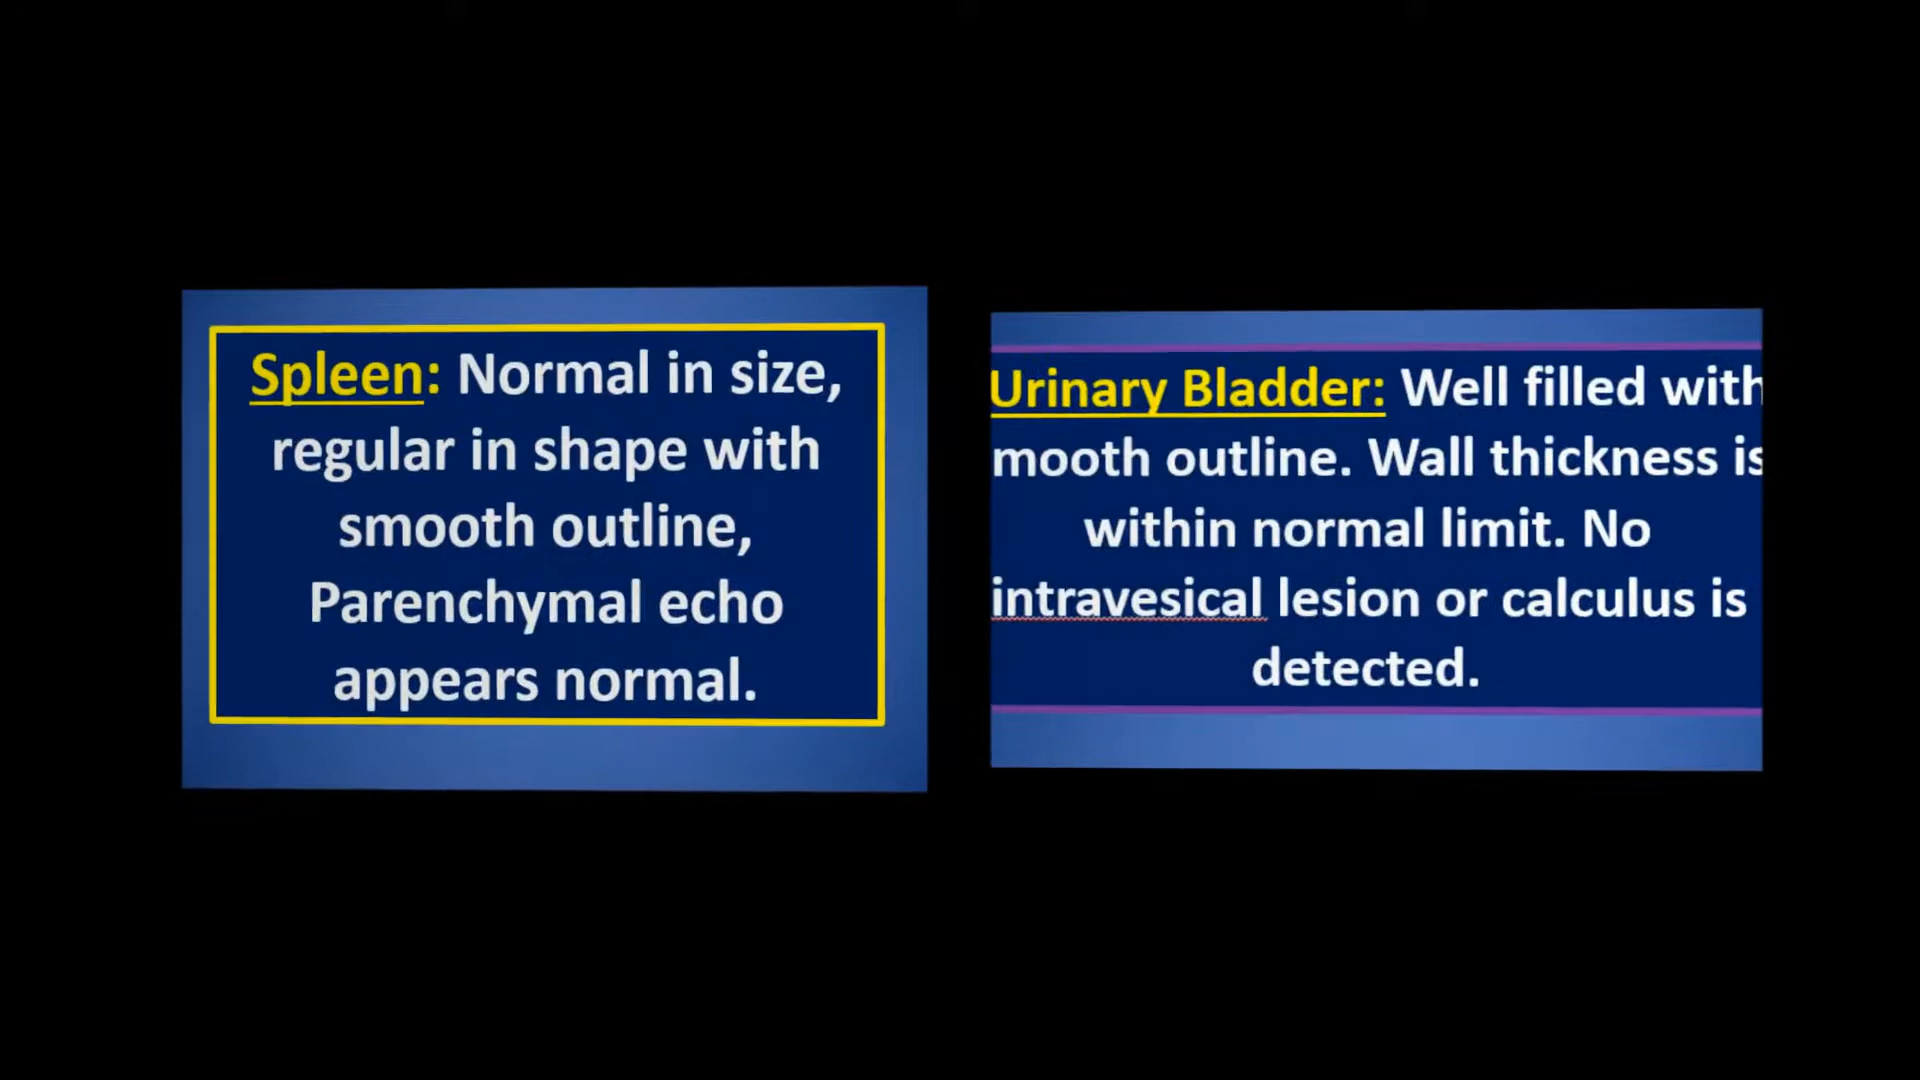 Spleen: Normal in size,
regular in shape with
smooth outline,
Parenchymal echo
appears normal.
Urinary Bladder: Well filled with
mooth outline. Wall thickness is
within normal limit. No
intravesical lesion or calculus is
detected.